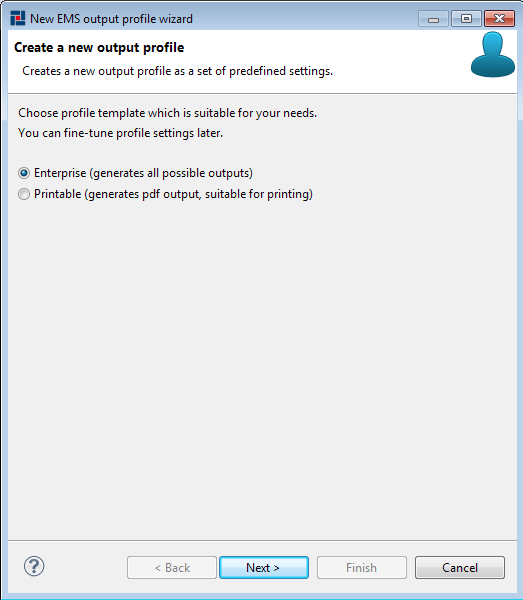 New EMS output profile wizard
Create a new output profile
Creates a new output profile as a set of predefined settings.
Choose profile template which is suitable for your needs.
You can fine-tune profile settings later.
Enterprise (generates all possible outputs)
Printable (generates pdf output, suitable for printing)
?
< Back
Next >
Finish
Cancel